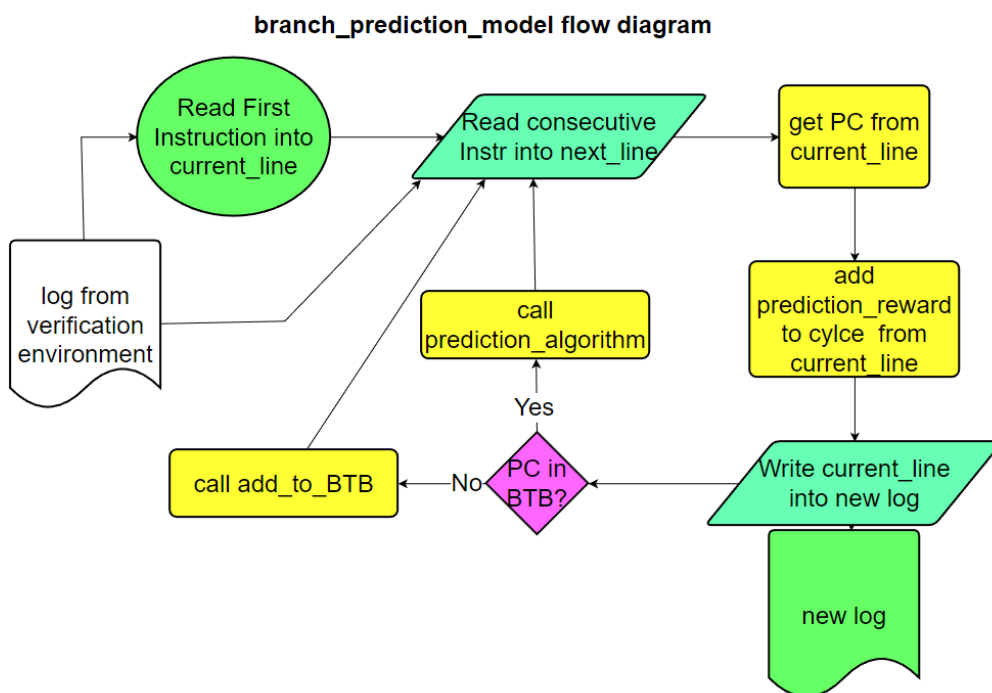 branch_prediction_model flow diagram
Read First
Instruction into
current_line
Read consecutive
Instr into next_line
get PC from
current_line
log from
verification
environment
call
prediction_algorithm
add
prediction_reward
to cylce from
current_line
Yes
call add_to_BTB
No
PC in
BTB?
Write current_line
into new log
new log